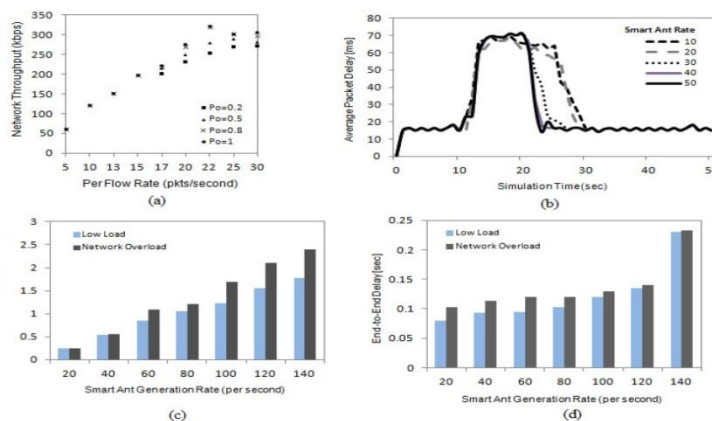 Network Throughput (kbps)
350
300
250
200
150
100
50
0
Po=0.2
Po=0.5
Po=0.8
Po=1
5 10 13 15 17 20 22 25 30
Per Flow Rate (pkts/second)
(a)
Average Packet Delay [ms]
80
70
60
50
40
30
20
10
0
Smart Ant Rate
10
20
30
40
50
0 10 20 30 40 50
Simulation Time (sec)
(b)
3
2.5
2
1.5
1
0.5
0
Low Load
Network Overload
20 40 60 80 100 120 140
Smart Ant Generation Rate (per second)
(c)
End-to-End Delay [sec]
0.25
0.2
0.15
0.1
0.05
0
Low Load
Network Overload
20 40 60 80 100 120 140
Smart Ant Generation Rate (per second)
(d)